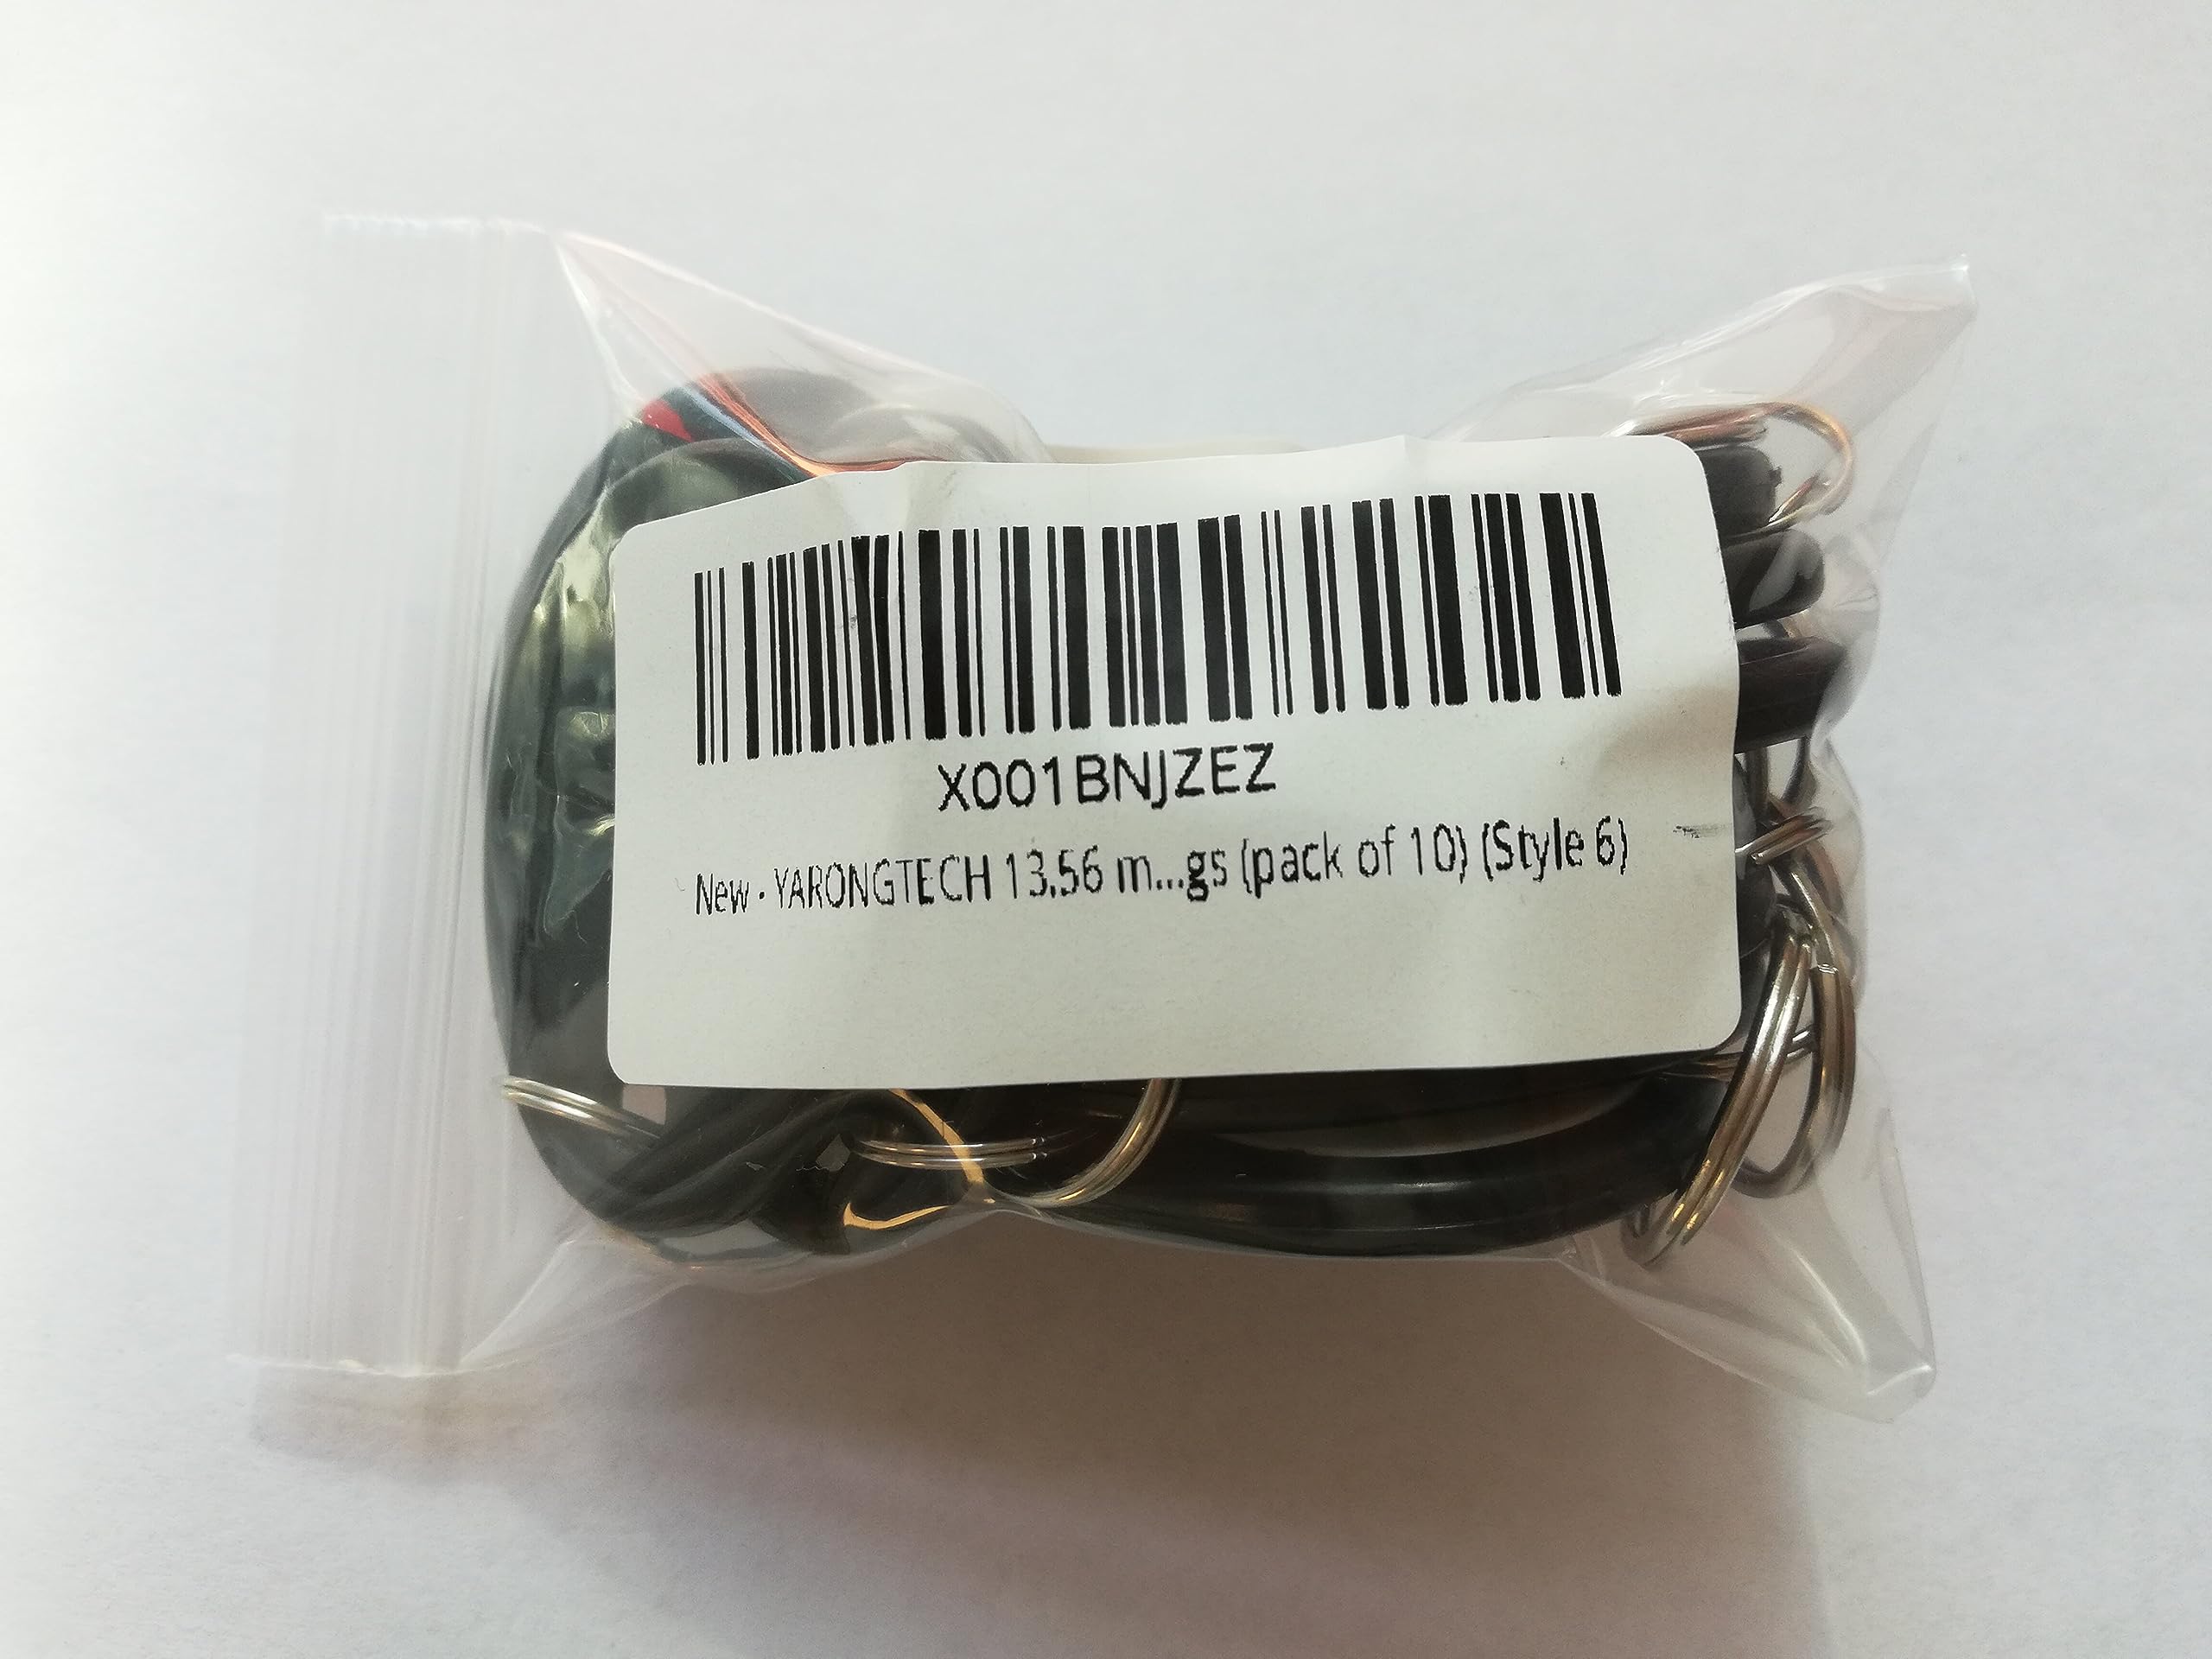 X001BNJZEZ
New - YARONGTECH 13.56 m...gs (pack of 10) (Style 6)